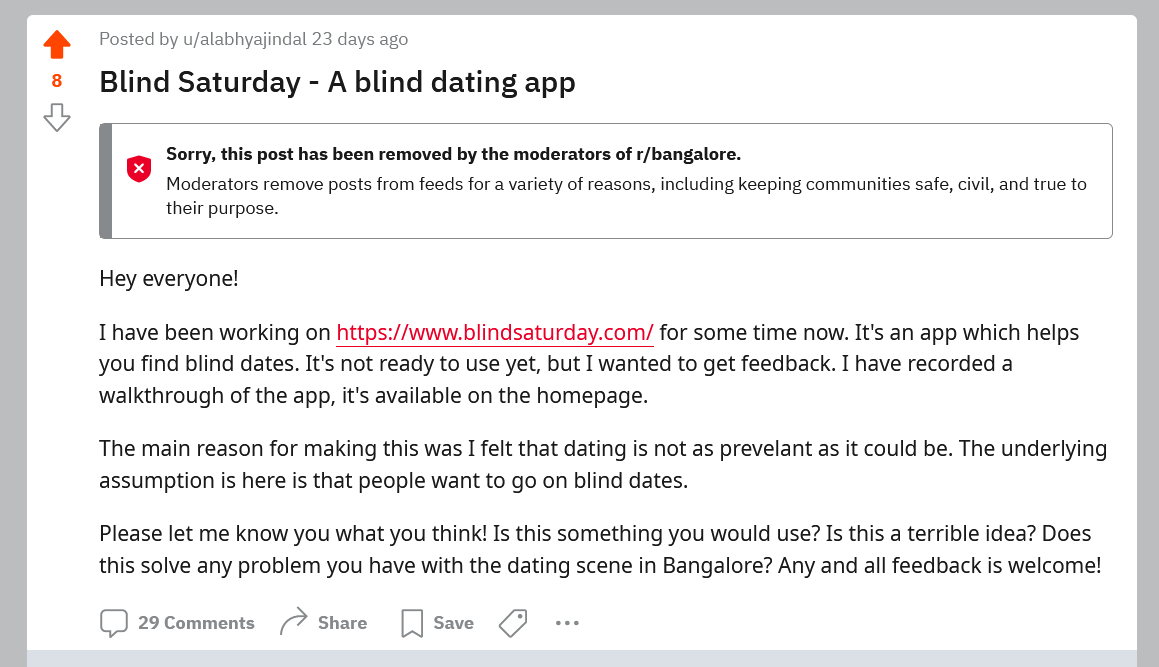 Posted by u/alabhyajindal 23 days ago
8
Blind Saturday - A blind dating app
Sorry, this post has been removed by the moderators of r/bangalore.
Moderators remove posts from feeds for a variety of reasons, including keeping communities safe, civil, and true to
their purpose.
Hey everyone!
I have been working on https://www.blindsaturday.com/ for some time now. It's an app which helps
you find blind dates. It's not ready to use yet, but I wanted to get feedback. I have recorded a
walkthrough of the app, it's available on the homepage.
The main reason for making this was I felt that dating is not as prevelant as it could be. The underlying
assumption is here is that people want to go on blind dates.
Please let me know you what you think! Is this something you would use? Is this a terrible idea? Does
this solve any problem you have with the dating scene in Bangalore? Any and all feedback is welcome!
29 Comments Share Save